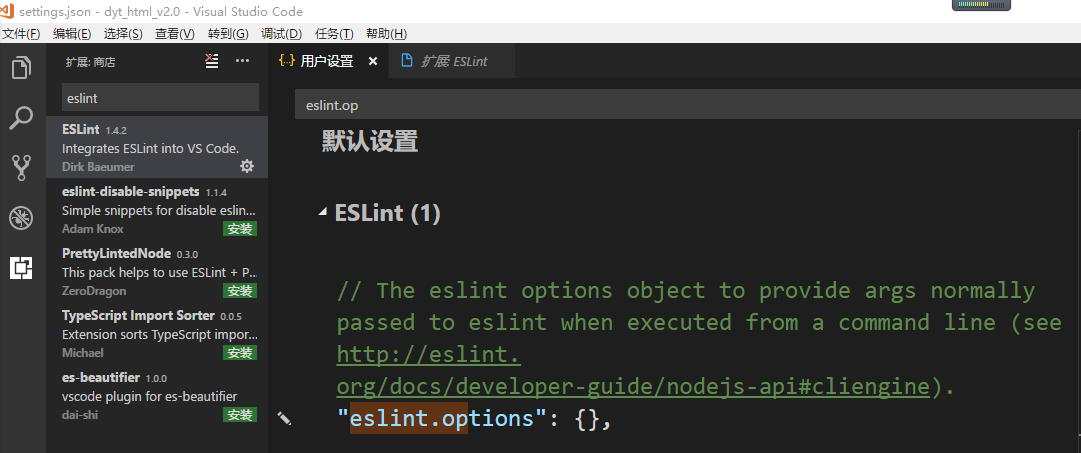 settings.json - dyt_html_v2.0 - Visual Studio Code
文件(F) 编辑(E) 选择(S) 查看(V) 转到(G) 调试(D) 任务(T) 帮助(H)
扩展: 商店
用户设置
扩展: ESLint
eslint
ESLint 1.4.2
Integrates ESLint into VS Code.
Dirk Baeumer
eslint-disable-snippets 1.1.4
Simple snippets for disable eslin...
Adam Knox 安装
PrettyLintedNode 0.3.0
This pack helps to use ESLint + P...
ZeroDragon 安装
TypeScript Import Sorter 0.0.5
Extension sorts TypeScript impor...
Michael 安装
es-beautifier 1.0.0
vscode plugin for es-beautifier
dai-shi 安装
eslint.op
默认设置
ESLint (1)
// The eslint options object to provide args normally
passed to eslint when executed from a command line (see
http://eslint.
org/docs/developer-guide/nodejs-api#cliengine).
"eslint.options": {},